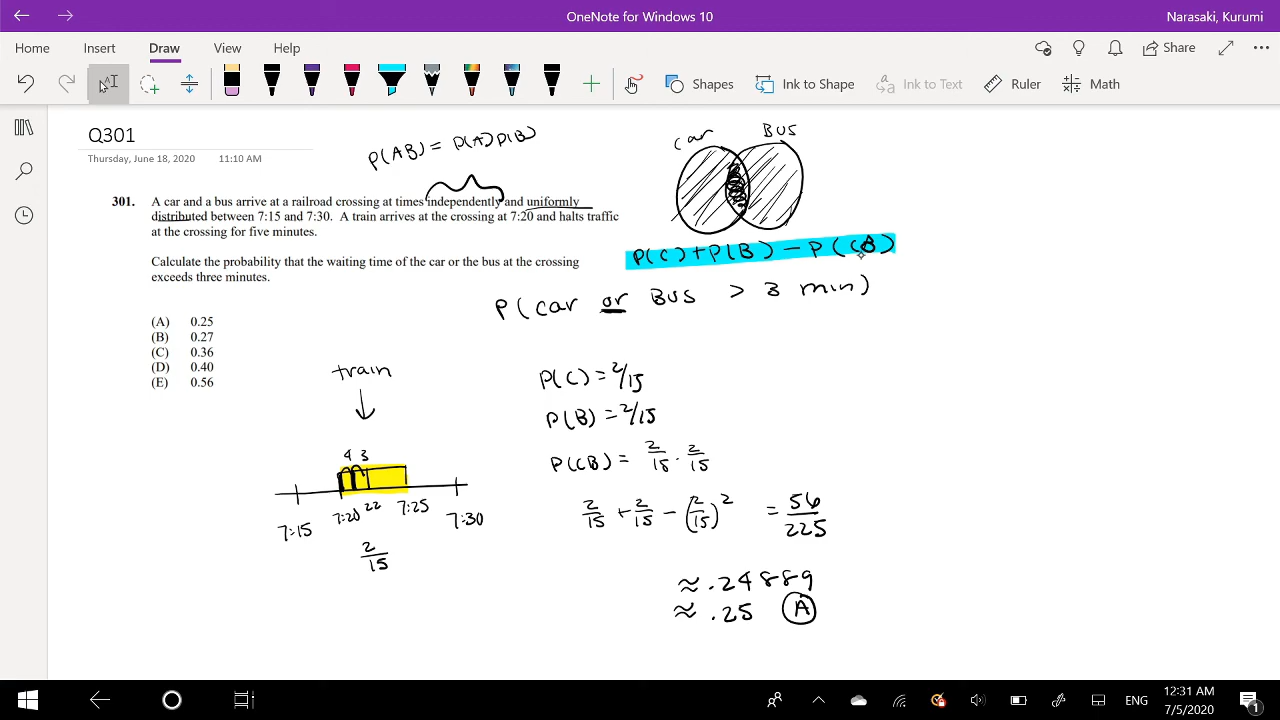 OneNote for Windows 10
Narasaki, Kurumi
Home Insert Draw View Help
Share
Shapes Ink to Shape Ink to Text Ruler Math
Q301
Thursday, June 18, 2020 11:10 AM
P(AB) = P(A)P(B)
car BUS
301. A car and a bus arrive at a railroad crossing at times independently and uniformly
distributed between 7:15 and 7:30. A train arrives at the crossing at 7:20 and halts traffic
at the crossing for five minutes.
Calculate the probability that the waiting time of the car or the bus at the crossing
exceeds three minutes.
P(C)+P(B) - P(CB)
P(car or Bus > 3 min)
(A) 0.25
(B) 0.27
(C) 0.36
(D) 0.40
(E) 0.56
train
4 3
7:15 7:20 22 7:25 7:30
2/15
P(C) = 2/15
P(B) = 2/15
P(CB) = 2/15 · 2/15
2/15 + 2/15 - (2/15)^2 = 56/225
≈ .24889
≈ .25 A
ENG
12:31 AM
7/5/2020
1